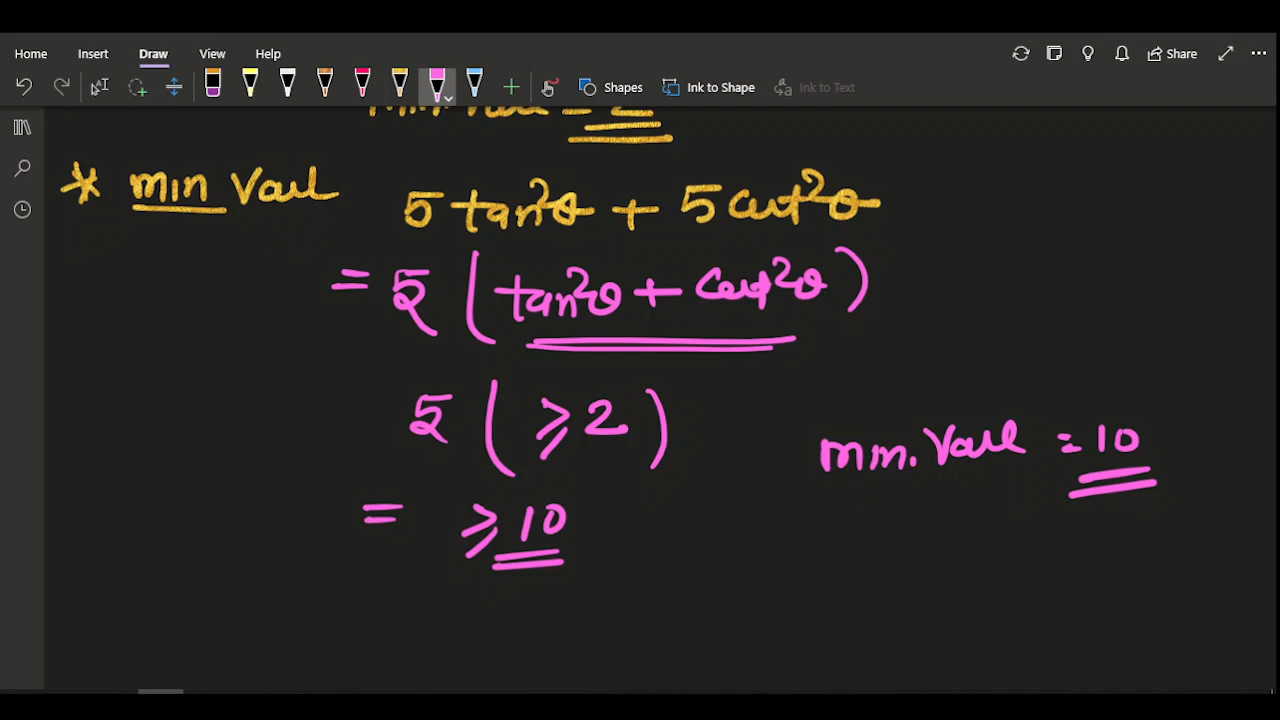 Home Insert Draw View Help Share
Shapes Ink to Shape Ink to Text
* min Val 5 tan²θ + 5 cot²θ
= 5 ( tan²θ + cot²θ )
5 ( ⩾ 2 )
min. Val = 10
= ⩾ 10